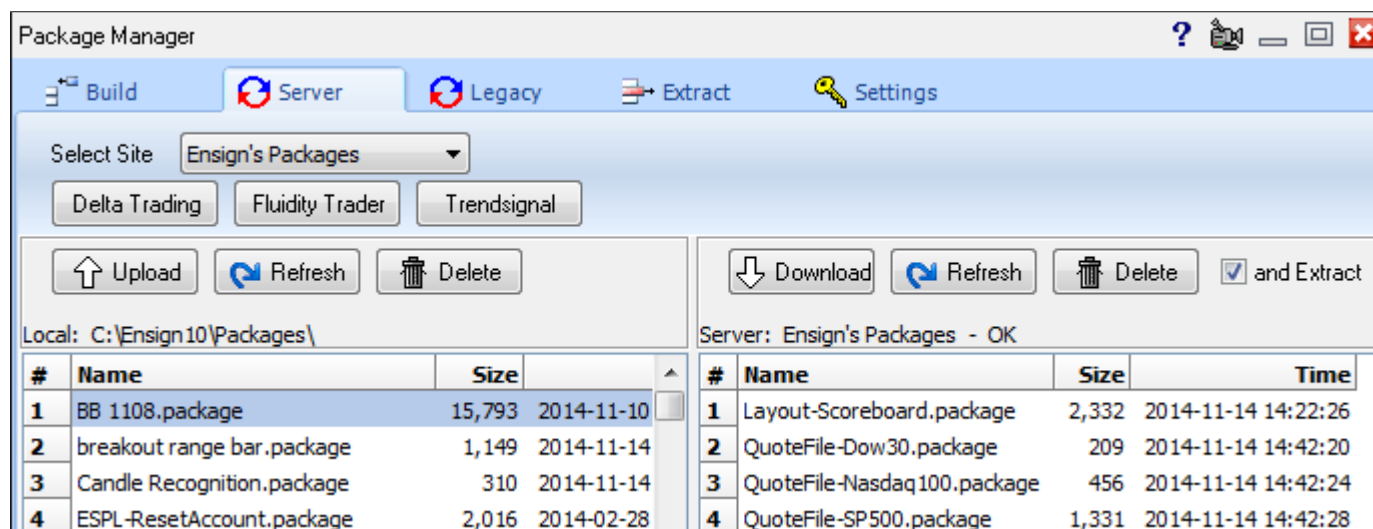 Package Manager
?
Build Server Legacy Extract Settings
Select Site Ensign's Packages
Delta Trading Fluidity Trader Trendsignal
Upload Refresh Delete
Local: C:\Ensign10\Packages\
# Name Size
1 BB 1108.package 15,793 2014-11-10
2 breakout range bar.package 1,149 2014-11-14
3 Candle Recognition.package 310 2014-11-14
4 ESPL-ResetAccount.package 2,016 2014-02-28
Download Refresh Delete and Extract
Server: Ensign's Packages - OK
# Name Size Time
1 Layout-Scoreboard.package 2,332 2014-11-14 14:22:26
2 QuoteFile-Dow30.package 209 2014-11-14 14:42:20
3 QuoteFile-Nasdaq100.package 456 2014-11-14 14:42:24
4 QuoteFile-SP500.package 1,331 2014-11-14 14:42:28